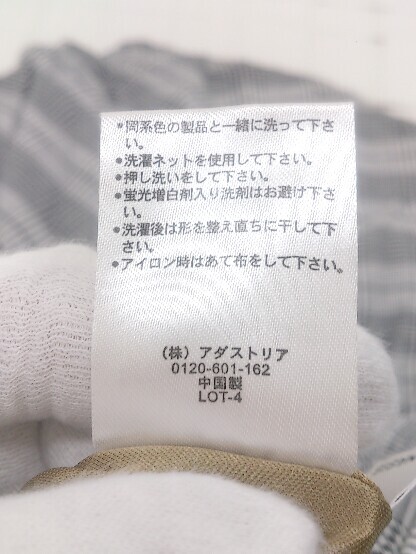 *同系色の製品と一緒に洗って下さ
い。
●洗濯ネットを使用して下さい。
●押し洗いをして下さい。
●蛍光増白剤入り洗剤はお避け下さ
い。
●洗濯後は形を整え直ちに干して下
さい。
●アイロン時はあて布をして下さい。
(株) アダストリア
0120-601-162
中国製
LOT-4